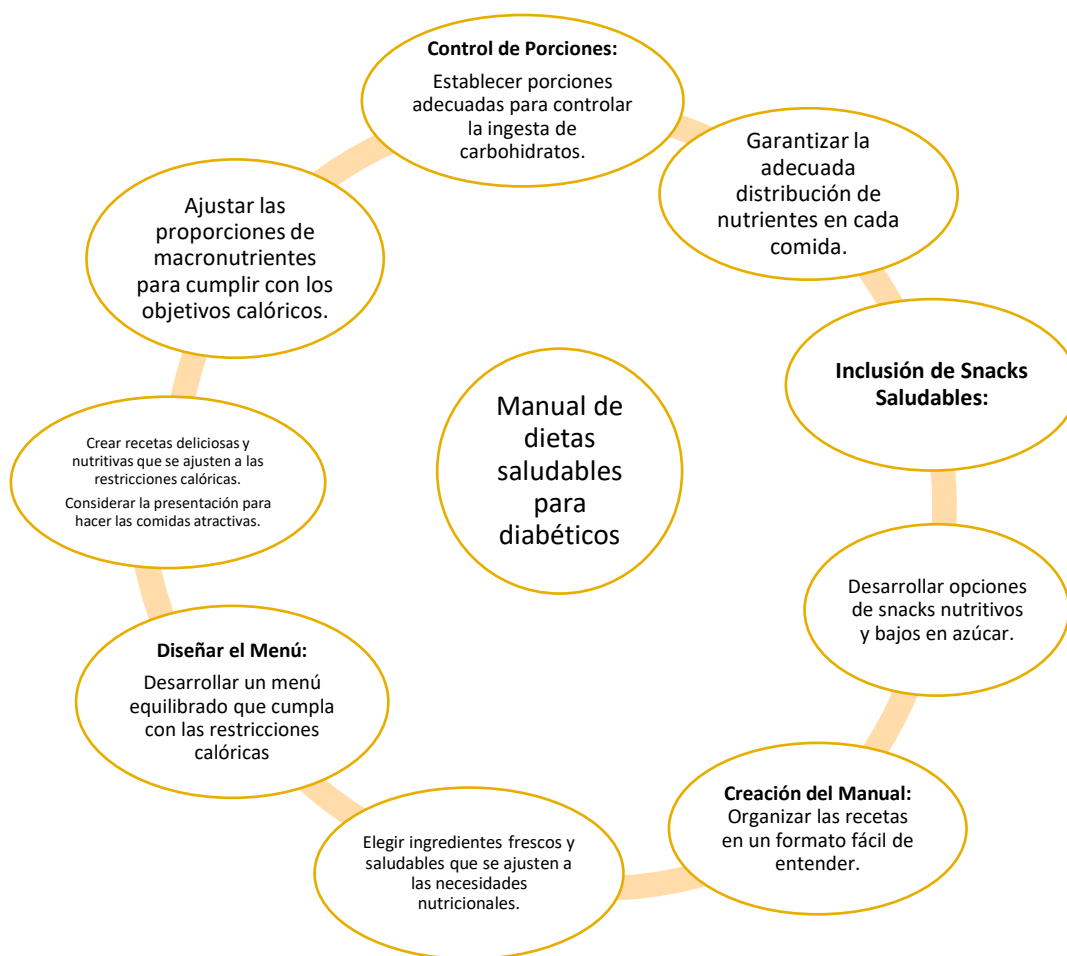 Control de Porciones:
Establecer porciones
adecuadas para controlar
la ingesta de
carbohidratos.
Garantizar la
adecuada
distribución de
nutrientes en cada
comida.
Inclusión de Snacks
Saludables:
Desarrollar opciones
de snacks nutritivos
y bajos en azúcar.
Creación del Manual:
Organizar las recetas
en un formato fácil de
entender.
Elegir ingredientes frescos y
saludables que se ajusten a
las necesidades
nutricionales.
Diseñar el Menú:
Desarrollar un menú
equilibrado que cumpla
con las restricciones
calóricas
Crear recetas deliciosas y
nutritivas que se ajusten a las
restricciones calóricas.
Considerar la presentación para
hacer las comidas atractivas.
Ajustar las
proporciones de
macronutrientes
para cumplir con los
objetivos calóricos.
Manual de
dietas
saludables
para
diabéticos